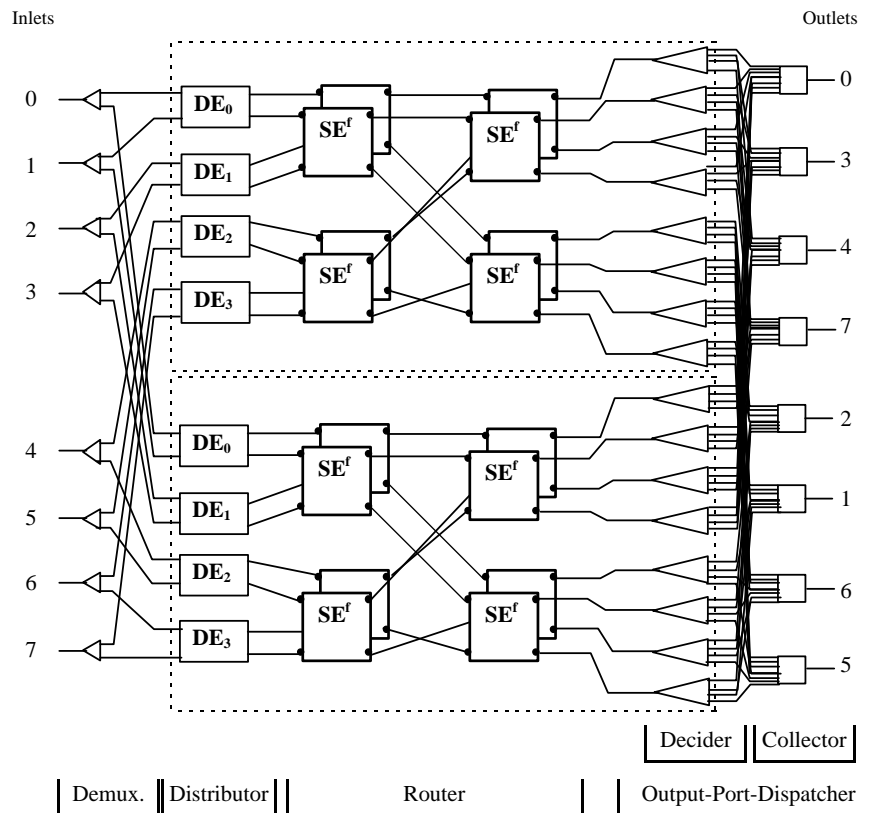 Inlets
Outlets
0
1
2
3
4
5
6
7
DE0
DE1
DE2
DE3
SEf
SEf
SEf
SEf
DE0
DE1
DE2
DE3
SEf
SEf
SEf
SEf
0
3
4
7
2
1
6
5
Decider
Collector
Demux.
Distributor
Router
Output-Port-Dispatcher